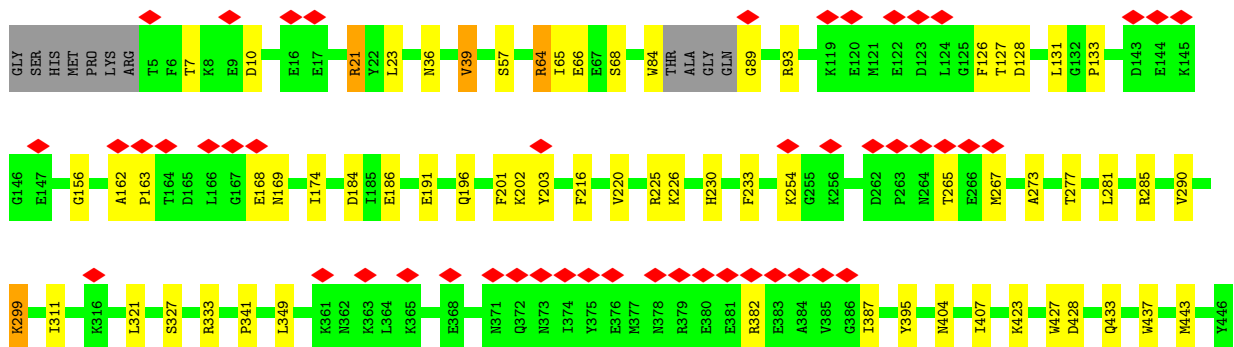 GLY SER HIS MET PRO LYS ARG T5 F6 T7 K8 E9 D10 E16 E17 R21 Y22 L23 N36 V39 S57 R64 I65 E66 E67 S68 W84 THR ALA GLY GLN G89 R93 K119 E120 M121 E122 D123 L124 G125 F126 T127 D128 L131 G132 P133 D143 E144 K145
G146 E147 G156 A162 P163 T164 D165 L166 G167 E168 N169 I174 D184 I185 E186 E191 Q196 F201 K202 Y203 F216 V220 R225 K226 H230 F233 K254 G255 K256 D262 P263 N264 T265 E266 M267 A273 T277 L281 R285 V290
K299 I311 K316 L321 S327 R333 P341 L349 K361 N362 K363 L364 K365 E368 N371 Q372 N373 I374 Y375 E376 M377 N378 R379 E380 E381 R382 E383 A384 V385 G386 I387 Y395 N404 I407 K423 W427 D428 Q433 W437 M443 Y446